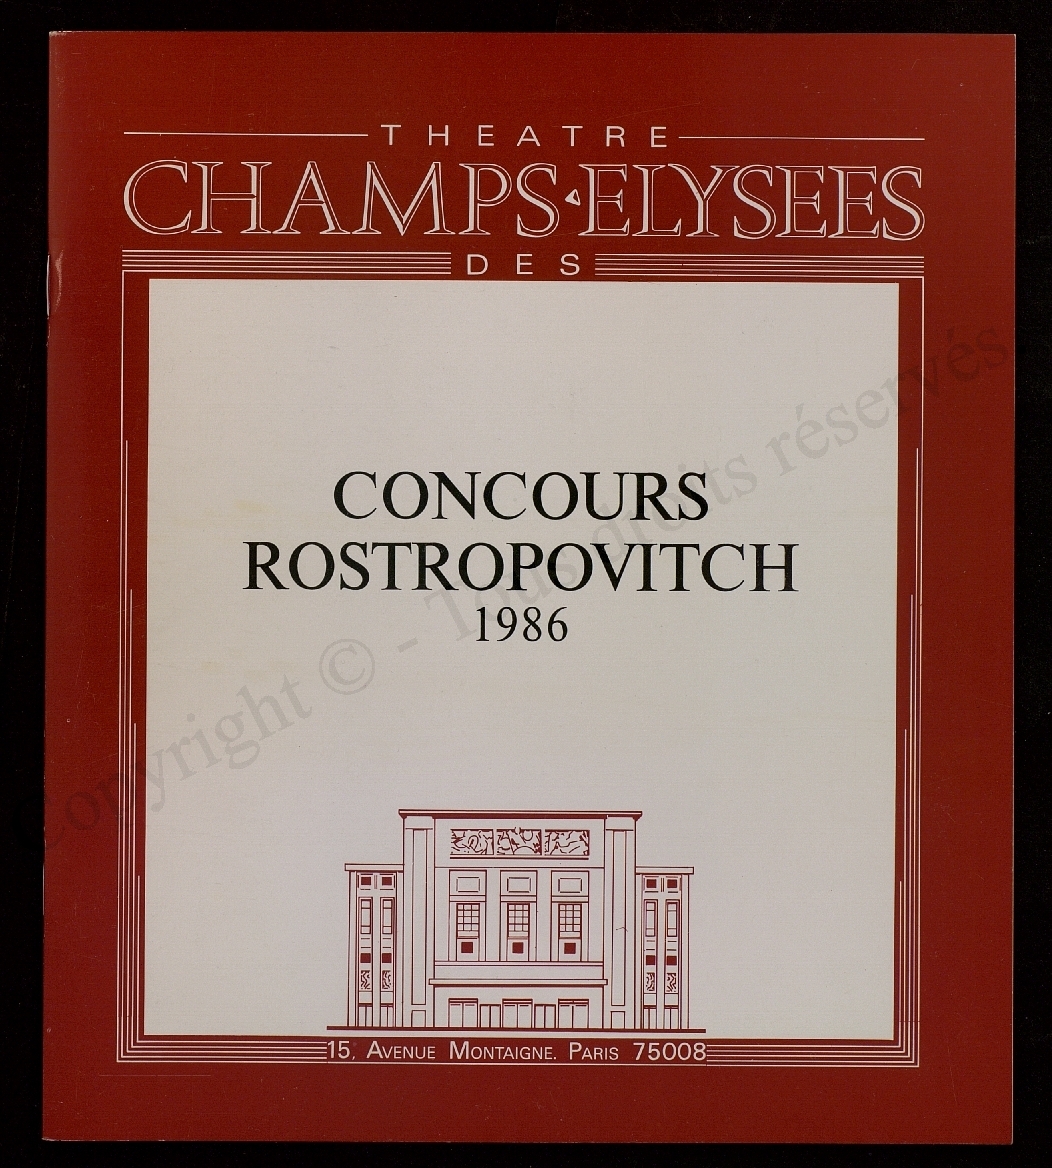 THEATRE
CHAMPS-ELYSEES
DES
CONCOURS
ROSTROPOVITCH
1986
15, AVENUE MONTAIGNE. PARIS 75008
Copyright © - Tous droits réservés